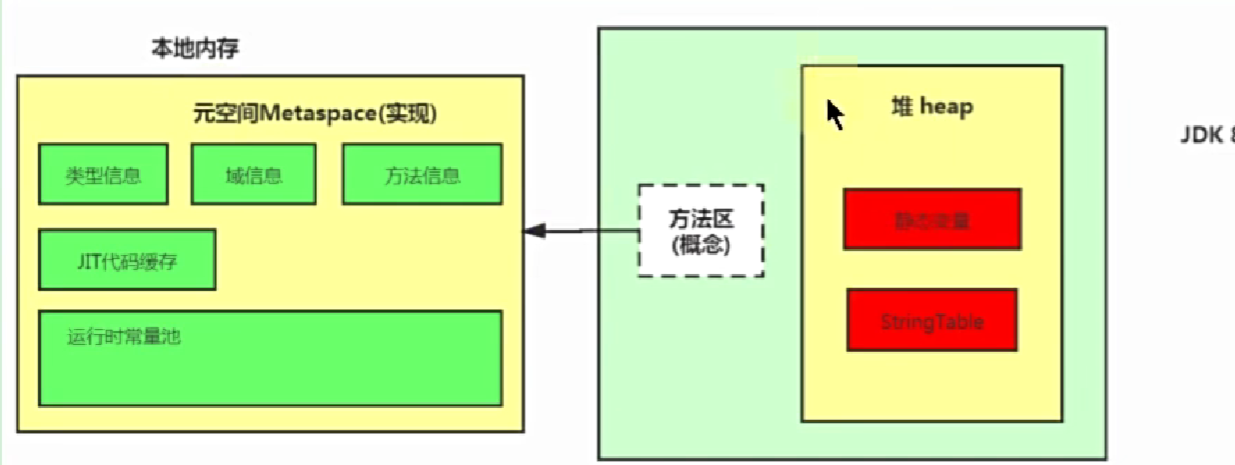 本地内存
元空间Metaspace(实现)
类型信息
域信息
方法信息
JIT代码缓存
运行时常量池
方法区
(概念)
堆 heap
静态变量
StringTable
JDK 8